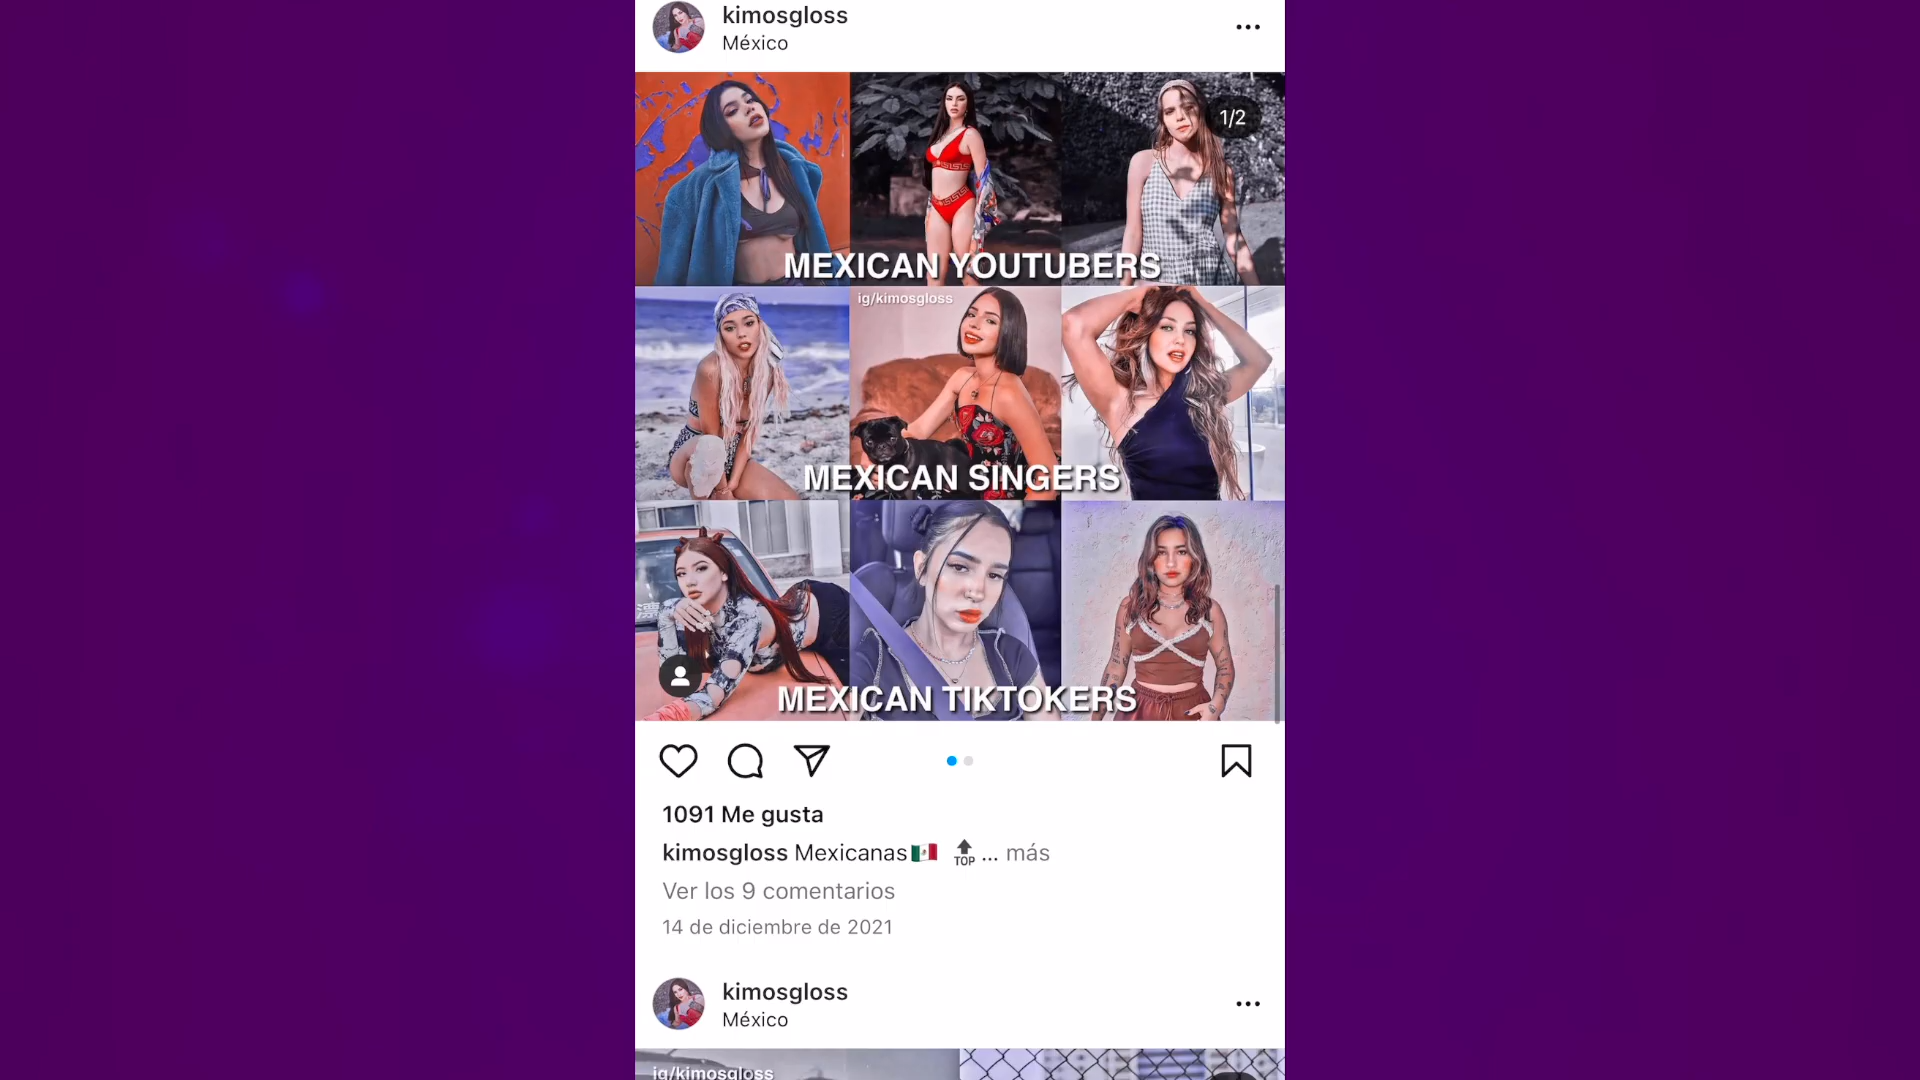 kimosgloss
México
1/2
MEXICAN YOUTUBERS
ig/kimosgloss
MEXICAN SINGERS
MEXICAN TIKTOKERS
1091 Me gusta
kimosgloss Mexicanas🇲🇽 🔝 ... más
Ver los 9 comentarios
14 de diciembre de 2021
kimosgloss
México
ig/kimosgloss